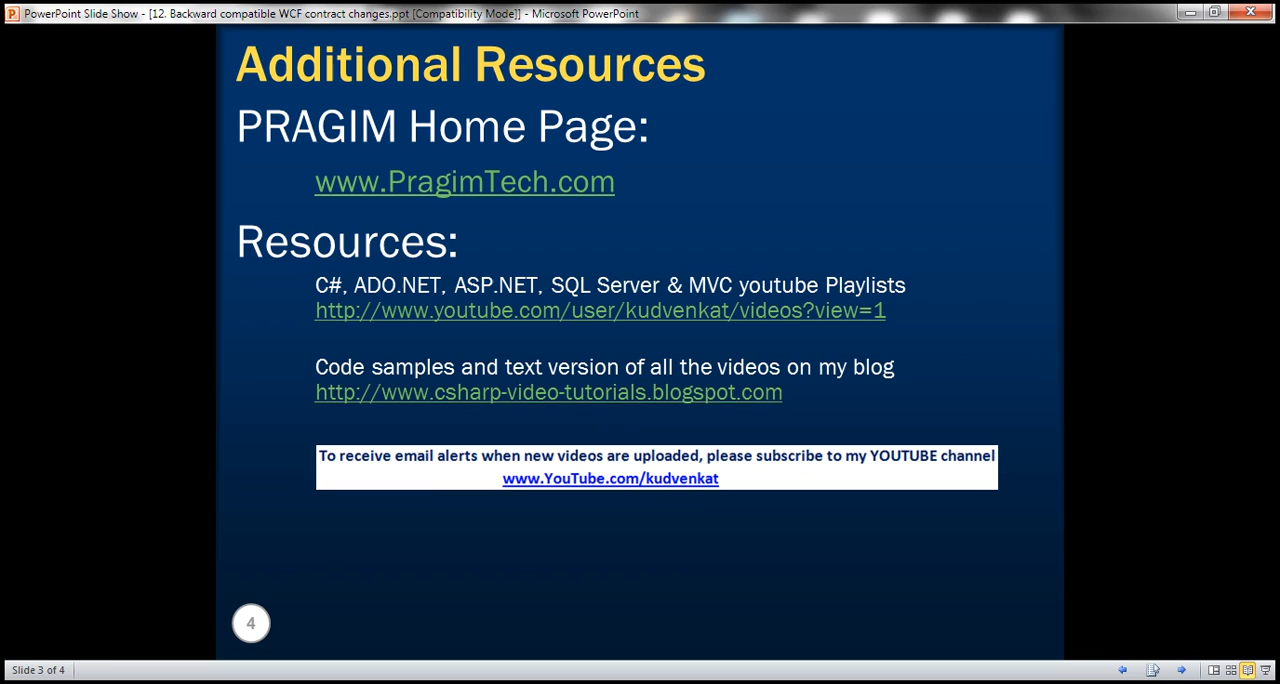 PowerPoint Slide Show - [12. Backward compatible WCF contract changes.ppt [Compatibility Mode]] - Microsoft PowerPoint
Additional Resources
PRAGIM Home Page:
www.PragimTech.com
Resources:
C#, ADO.NET, ASP.NET, SQL Server & MVC youtube Playlists
http://www.youtube.com/user/kudvenkat/videos?view=1
Code samples and text version of all the videos on my blog
http://www.csharp-video-tutorials.blogspot.com
To receive email alerts when new videos are uploaded, please subscribe to my YOUTUBE channel
www.YouTube.com/kudvenkat
4
Slide 3 of 4